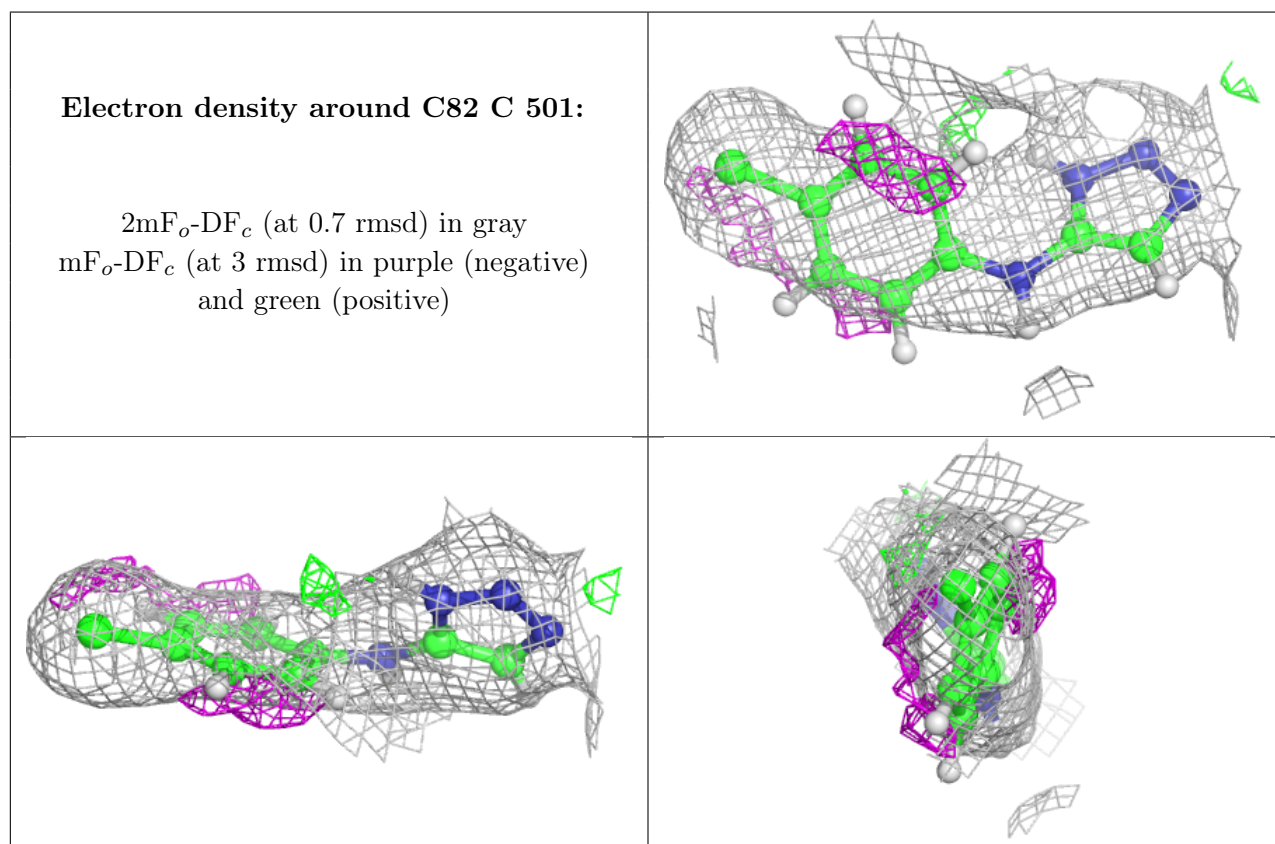 Electron density around C82 C 501:
2mFo-DFc (at 0.7 rmsd) in gray
mFo-DFc (at 3 rmsd) in purple (negative)
and green (positive)